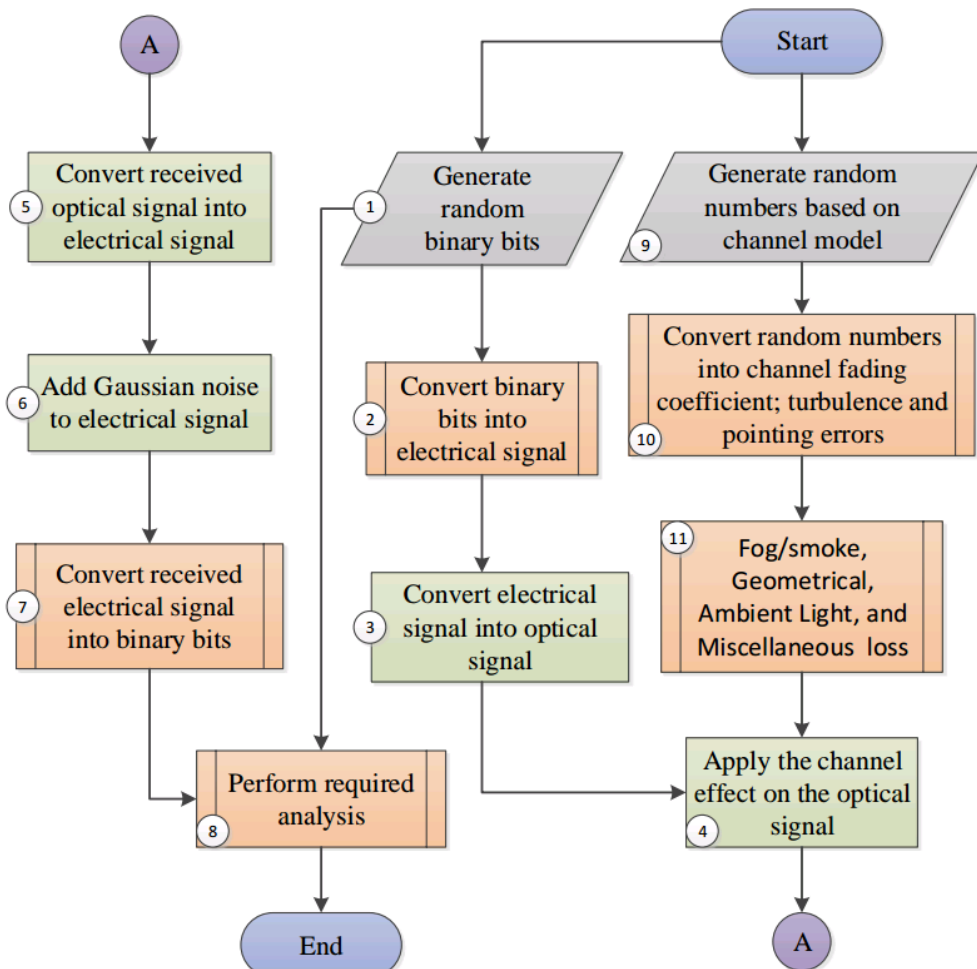 A
Start
5
Convert received
optical signal into
electrical signal
1
Generate
random
binary bits
9
Generate random
numbers based on
channel model
6
Add Gaussian noise
to electrical signal
2
Convert binary
bits into
electrical signal
10
Convert random numbers
into channel fading
coefficient; turbulence and
pointing errors
7
Convert received
electrical signal
into binary bits
3
Convert electrical
signal into optical
signal
11
Fog/smoke,
Geometrical,
Ambient Light, and
Miscellaneous loss
8
Perform required
analysis
4
Apply the channel
effect on the optical
signal
End
A